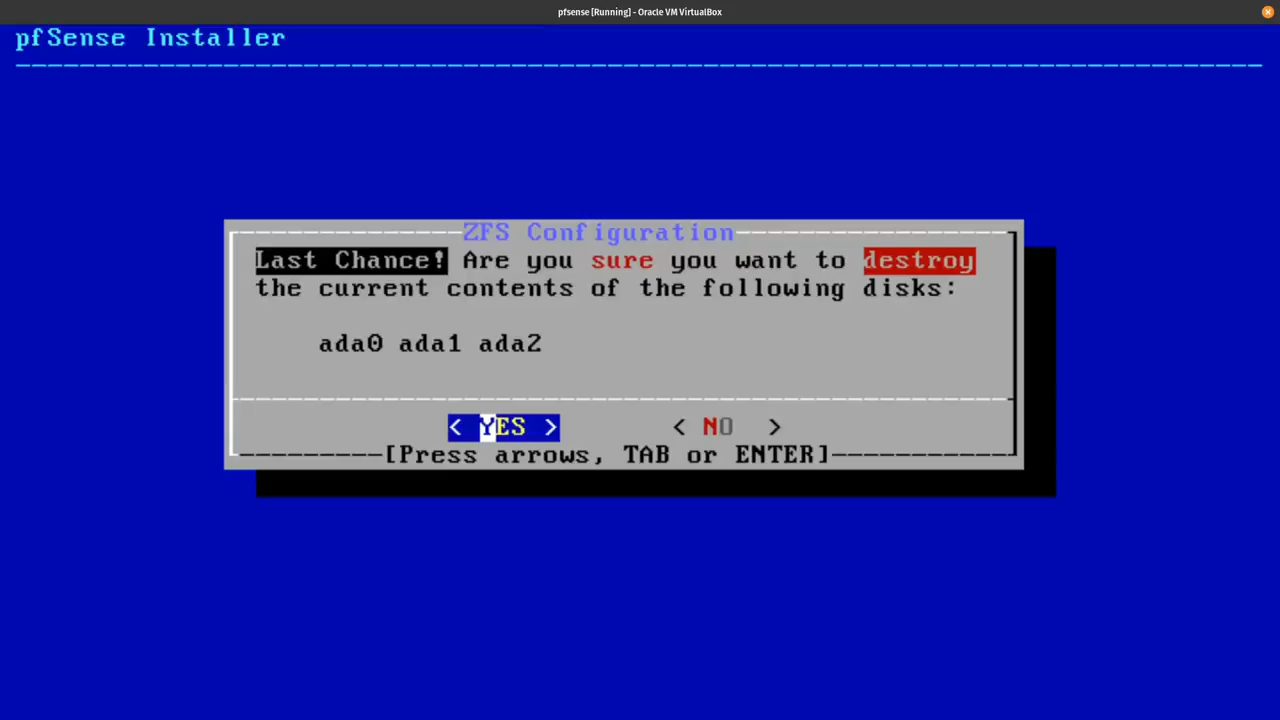 pfsense [Running] - Oracle VM VirtualBox
pfSense Installer
ZFS Configuration
Last Chance! Are you sure you want to destroy
the current contents of the following disks:
ada0 ada1 ada2
< YES > < NO >
[Press arrows, TAB or ENTER]